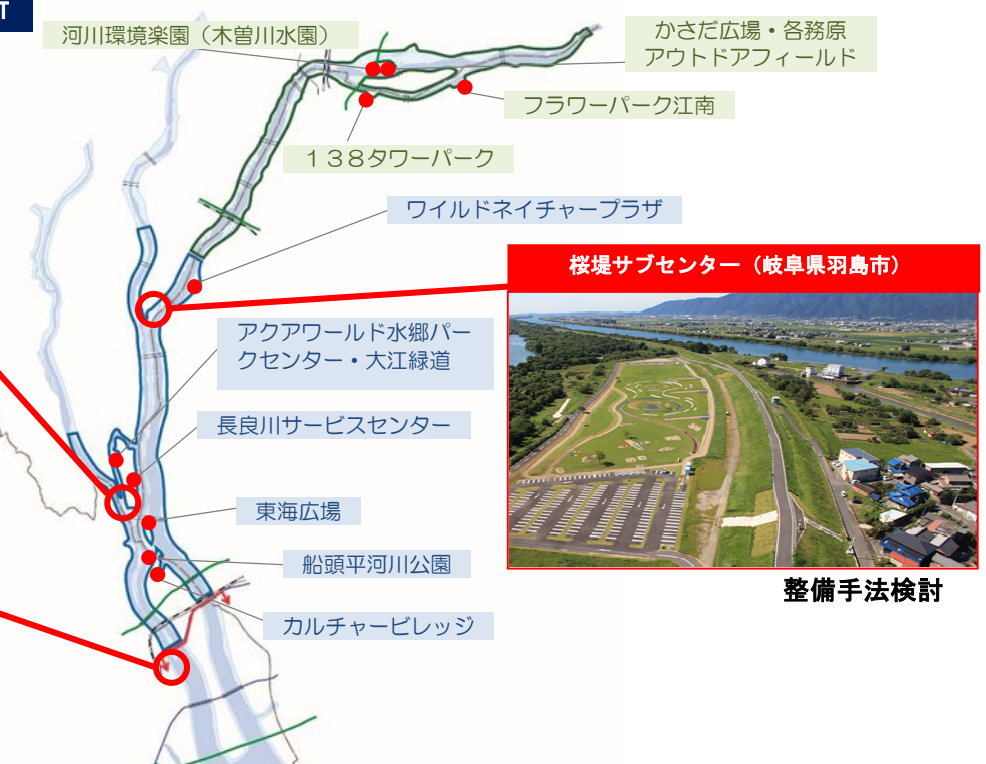 河川環境楽園（木曽川水園）
かさだ広場・各務原
アウトドアフィールド
フラワーパーク江南
１３８タワーパーク
ワイルドネイチャープラザ
桜堤サブセンター（岐阜県羽島市）
アクアワールド水郷パー
クセンター・大江緑道
長良川サービスセンター
東海広場
船頭平河川公園
整備手法検討
カルチャービレッジ